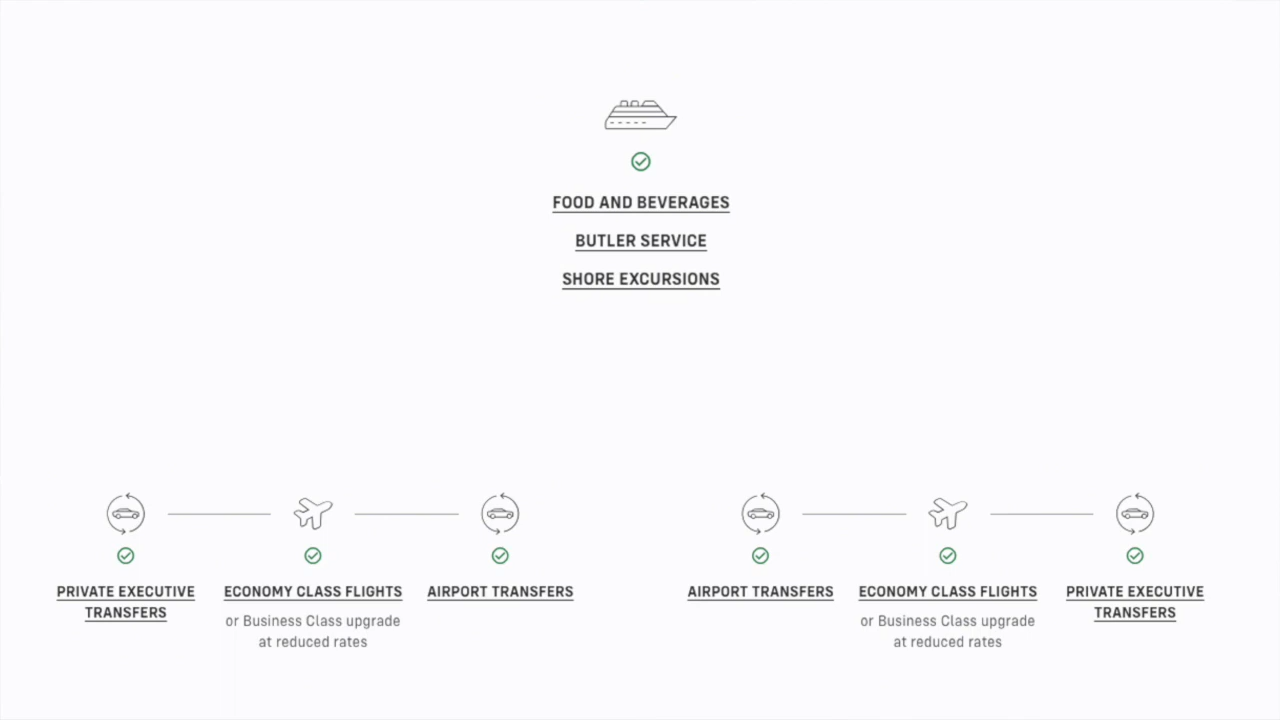 FOOD AND BEVERAGES
BUTLER SERVICE
SHORE EXCURSIONS
PRIVATE EXECUTIVE
TRANSFERS
ECONOMY CLASS FLIGHTS
or Business Class upgrade
at reduced rates
AIRPORT TRANSFERS
AIRPORT TRANSFERS
ECONOMY CLASS FLIGHTS
or Business Class upgrade
at reduced rates
PRIVATE EXECUTIVE
TRANSFERS